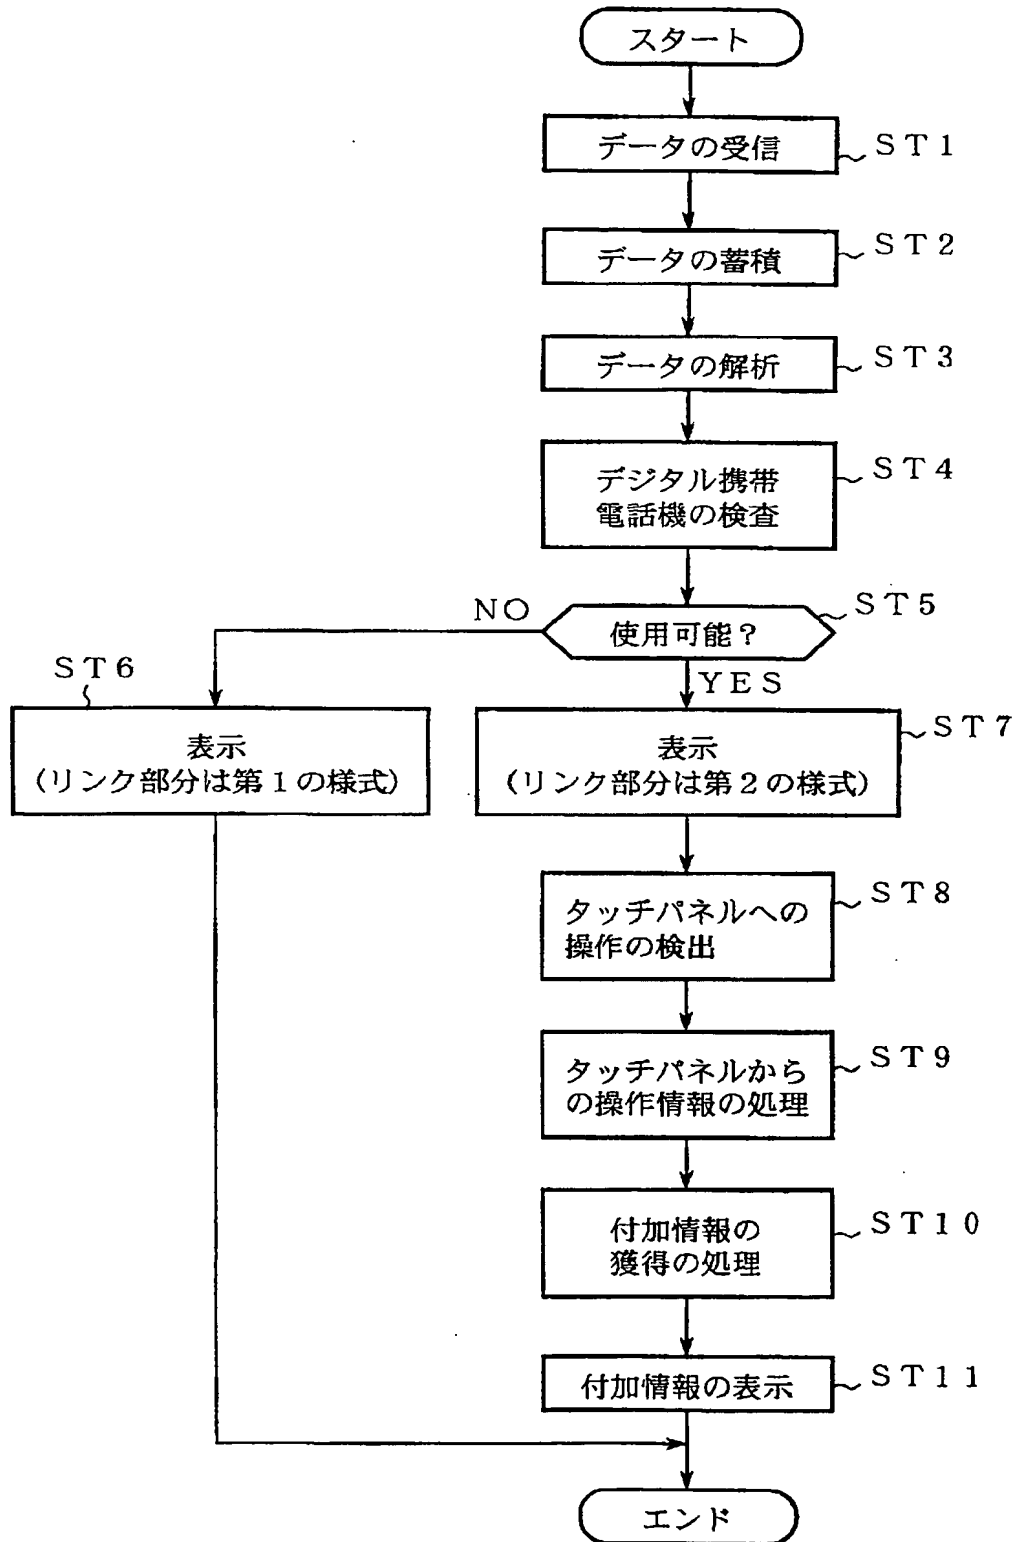 スタート
データの受信
ST1
データの蓄積
ST2
データの解析
ST3
デジタル携帯
電話機の検査
ST4
使用可能？
ST5
NO
YES
ST6
表示
(リンク部分は第1の様式)
表示
(リンク部分は第2の様式)
ST7
タッチパネルへの
操作の検出
ST8
タッチパネルから
の操作情報の処理
ST9
付加情報の
獲得の処理
ST10
付加情報の表示
ST11
エンド